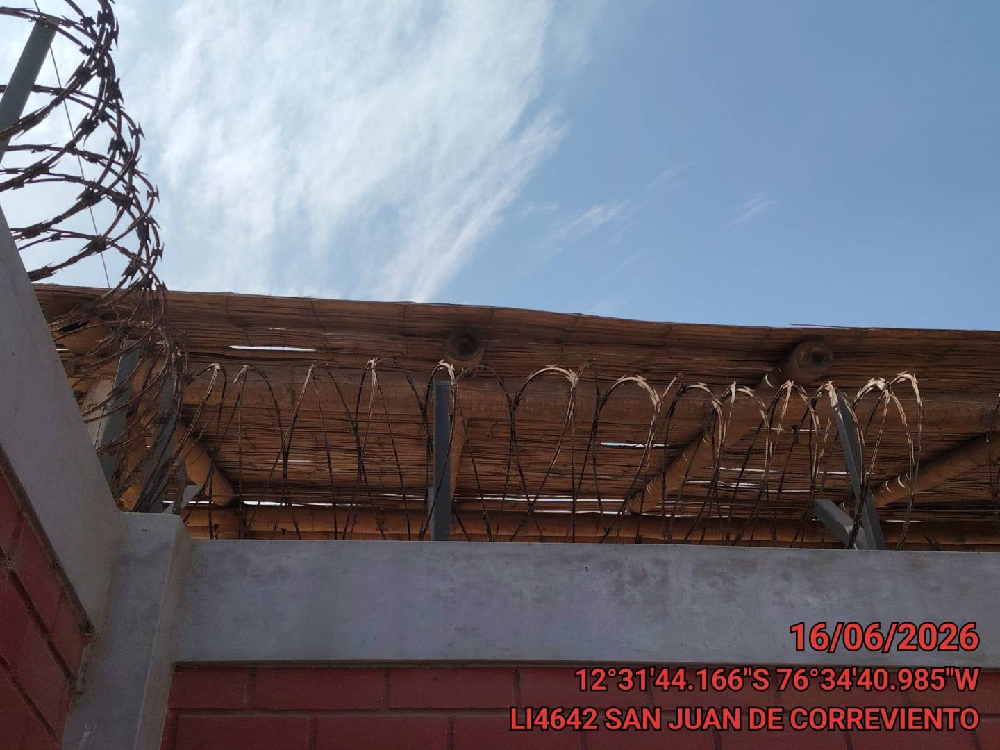 16/06/2026
12°31'44.166"S 76°34'40.985"W
LI4642 SAN JUAN DE CORREVIENTO